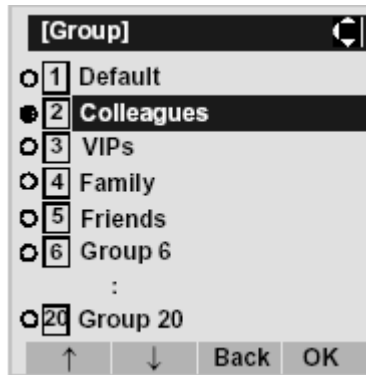 [Group]
1 Default
2 Colleagues
3 VIPs
4 Family
5 Friends
6 Group 6
:
20 Group 20
↑ ↓ Back OK